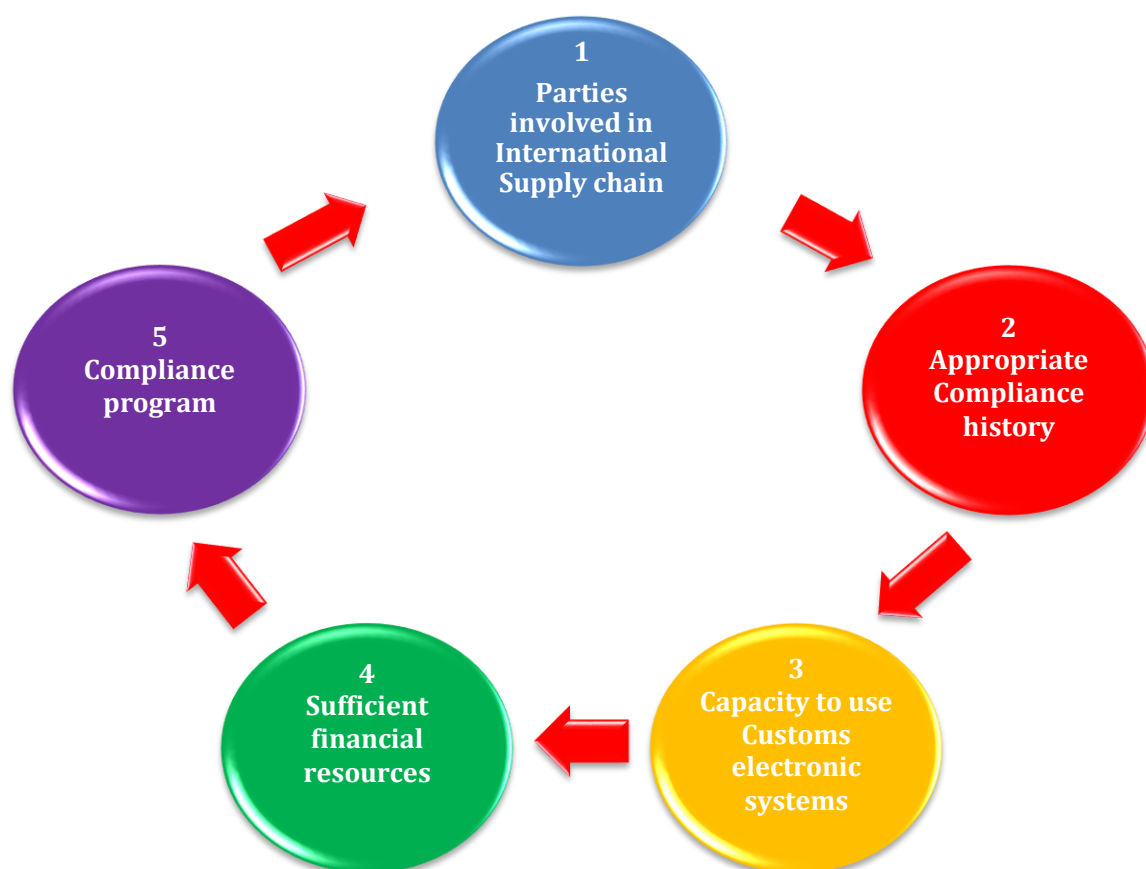 1
Parties
involved in
International
Supply chain
2
Appropriate
Compliance
history
3
Capacity to use
Customs
electronic
systems
4
Sufficient
financial
resources
5
Compliance
program